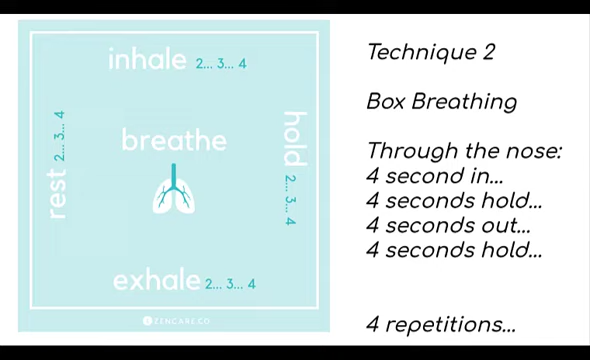 inhale 2... 3... 4
hold 2... 3... 4
breathe
rest 2... 3... 4
exhale 2... 3... 4
ZENCARE.CO
Technique 2
Box Breathing
Through the nose:
4 second in...
4 seconds hold...
4 seconds out...
4 seconds hold...
4 repetitions...